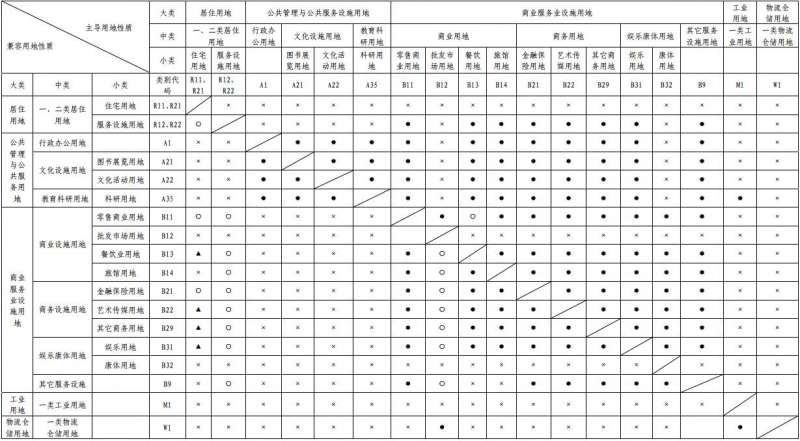 主导用地性质
兼容用地性质
大类 居住用地 公共管理与公共服务设施用地 商业服务业设施用地 工业用地 物流仓储用地
中类 一、二类居住用地 行政办公用地 文化设施用地 教育科研用地 商业用地 商务用地 娱乐康体用地 其它服务设施用地 一类工业用地 一类物流仓储用地
小类 住宅用地 服务设施用地 图书展览用地 文化活动用地 科研用地 零售商业用地 批发市场用地 餐饮用地 旅馆用地 金融保险用地 艺术传媒用地 其它商务用地 娱乐用地 康体用地
大类 中类 小类 类别代码 R11、R21 R12、R22 A1 A21 A22 A35 B11 B12 B13 B14 B21 B22 B29 B31 B32 B9 M1 W1
居住用地 一、二类居住用地 住宅用地 R11、R21 × × × × × × × × × × × × × × × × ×
服务设施用地 R12、R22 ○ × × × × ● × ● ● ● ● ● ● ● ● × ×
公共管理与公共服务用地 行政办公用地 A1 × × ● ● ● ● × ● ● ● ● ● ● × ● × ×
文化设施用地 图书展览用地 A21 × × ● ● ● ● × ● ● ● ● ● ● × ● × ×
文化活动用地 A22 × × ● ● ● ● × ● ● ● ● ● ● × ● × ×
教育科研用地 科研用地 A35 × × ● ● ● ● × ● ● ● ● ● ● × ● ● ×
商业服务业设施用地 商业设施用地 零售商业用地 B11 ○ ○ × × × × ● ○ ● ● ● ● ● ● ● × ×
批发市场用地 B12 × × × × × × × × × × × × × × × × ×
餐饮业用地 B13 ▲ ○ × × × × ● ○ ● ● ● ● ● ● ● × ×
旅馆用地 B14 × ○ × × × × ● ○ ● ● ● ● ● ● ● × ×
商务设施用地 金融保险用地 B21 ○ ○ × × × × ● ○ ● ● ● ● ● ● ● × ×
艺术传媒用地 B22 ▲ ○ × × × × ● ○ ● ● ● ● ● ● ● × ×
其它商务用地 B29 ▲ ○ × × × × ● ○ ● ● ● ● ● ● ● × ×
娱乐康体用地 娱乐用地 B31 ▲ ○ × × × × ● ○ ● ● ● ● ● ● ● × ×
康体用地 B32 × × × × × × × × × × × × × × × × ×
其它服务设施 B9 × ○ × × × × ● ○ × × ● ● ● ● ● × ×
工业用地 一类工业用地 M1 × × × × × × × × × × × × × × × × ×
物流仓储用地 一类物流仓储用地 W1 × × × × × × × ● × × × × × × × × ●